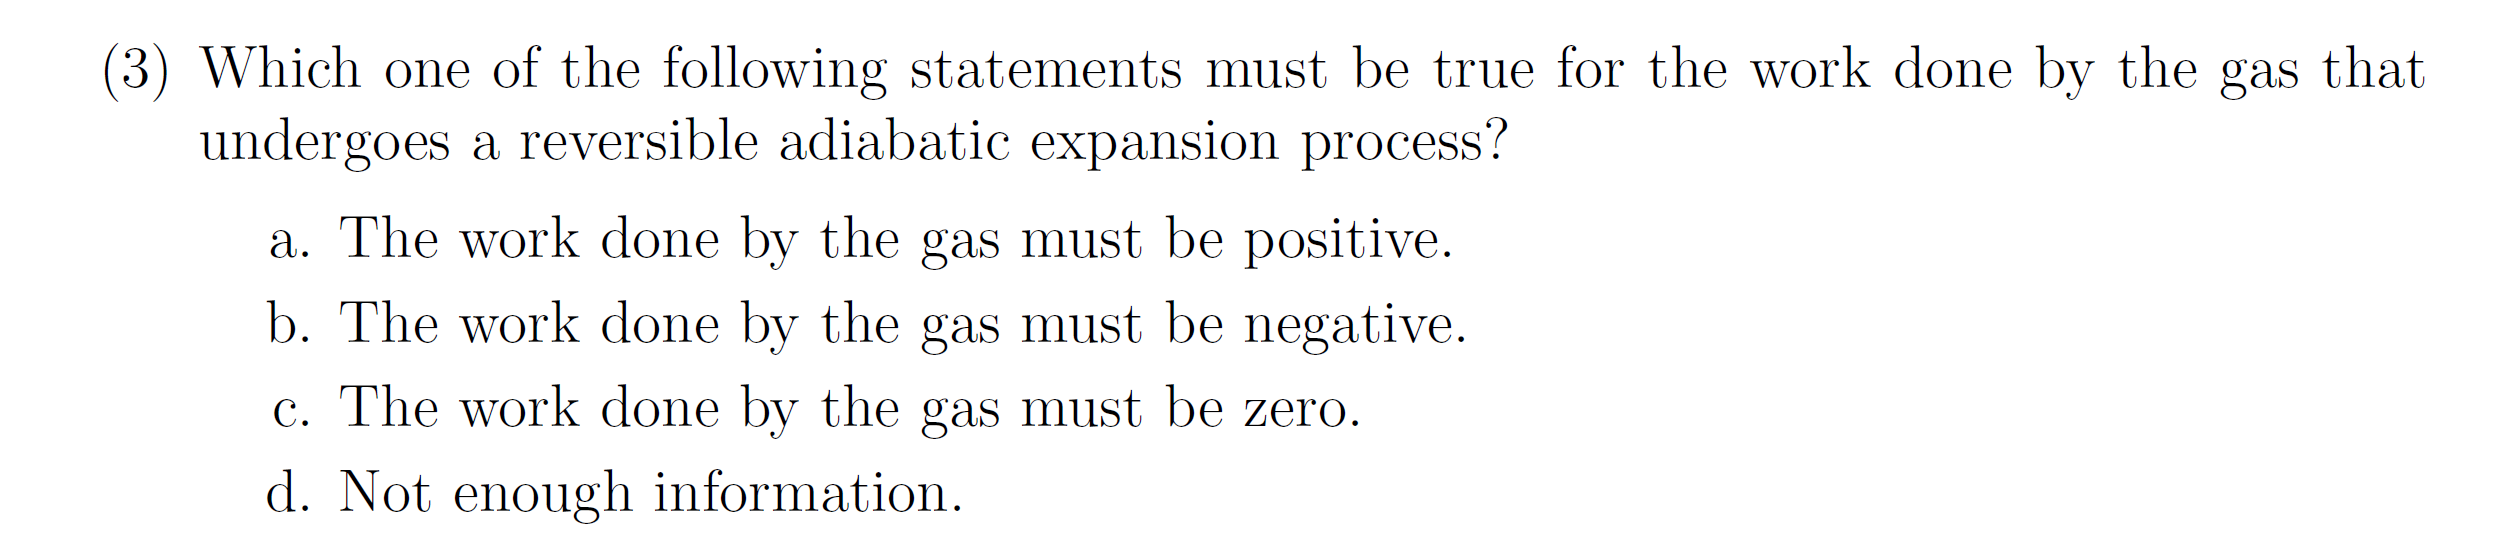 (3) Which one of the following statements must be true for the work done by the gas that
undergoes a reversible adiabatic expansion process?
a. The work done by the gas must be positive.
b. The work done by the gas must be negative.
c. The work done by the gas must be zero.
d. Not enough information.